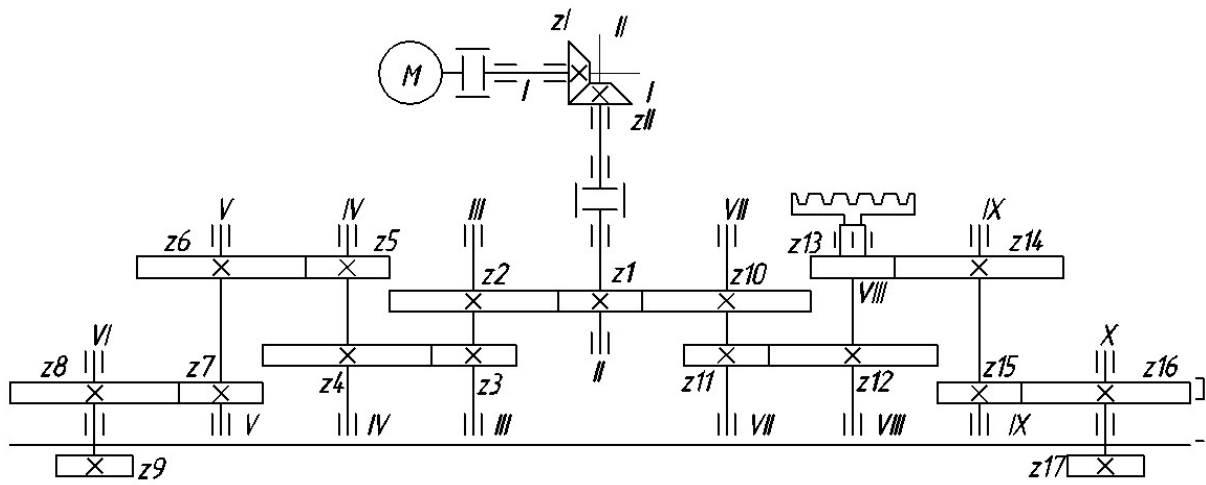 zI II
M
I I
zII
V IV III VII IX
z6 z5 z13 z14
z2 z1 z10
VIII
VI X
z8 z7 z4 z3 II z11 z12 z15 z16
V IV III VII VIII IX
z9 z17